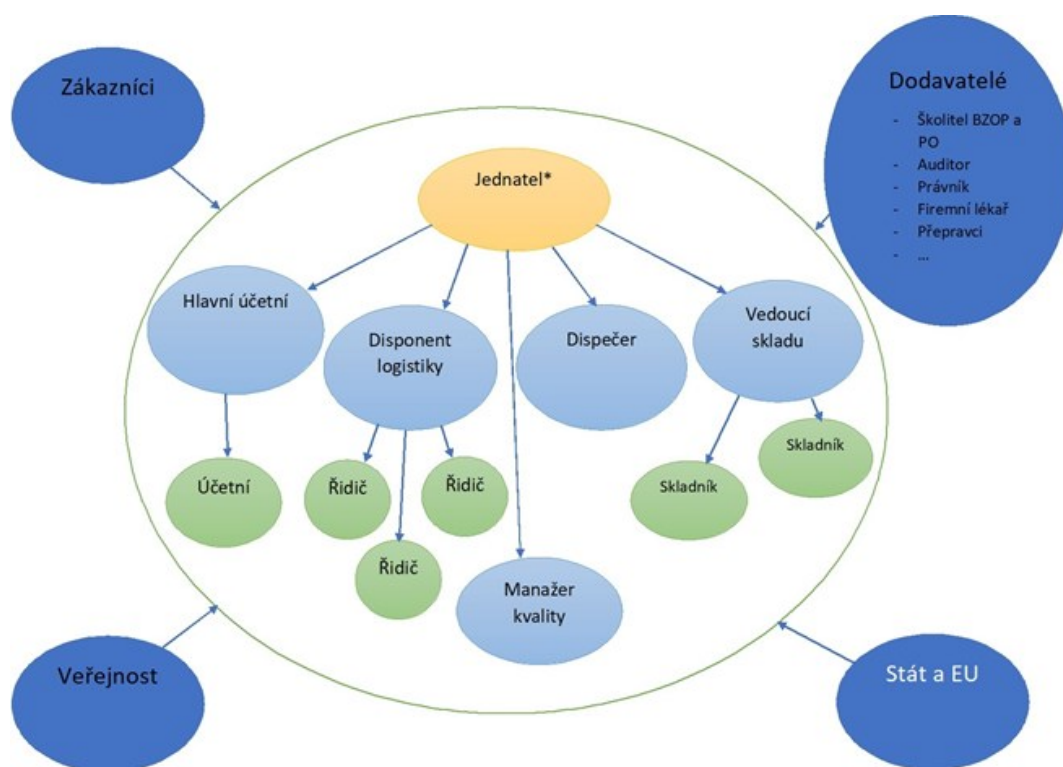 Zákazníci
Dodavatelé
- Školitel BZOP a
PO
- Auditor
- Právník
- Firemní lékař
- Přepravci
- ...
Jednatel*
Hlavní účetní
Disponent
logistiky
Dispečer
Vedoucí
skladu
Účetní
Řidič
Řidič
Řidič
Skladník
Skladník
Manažer
kvality
Veřejnost
Stát a EU